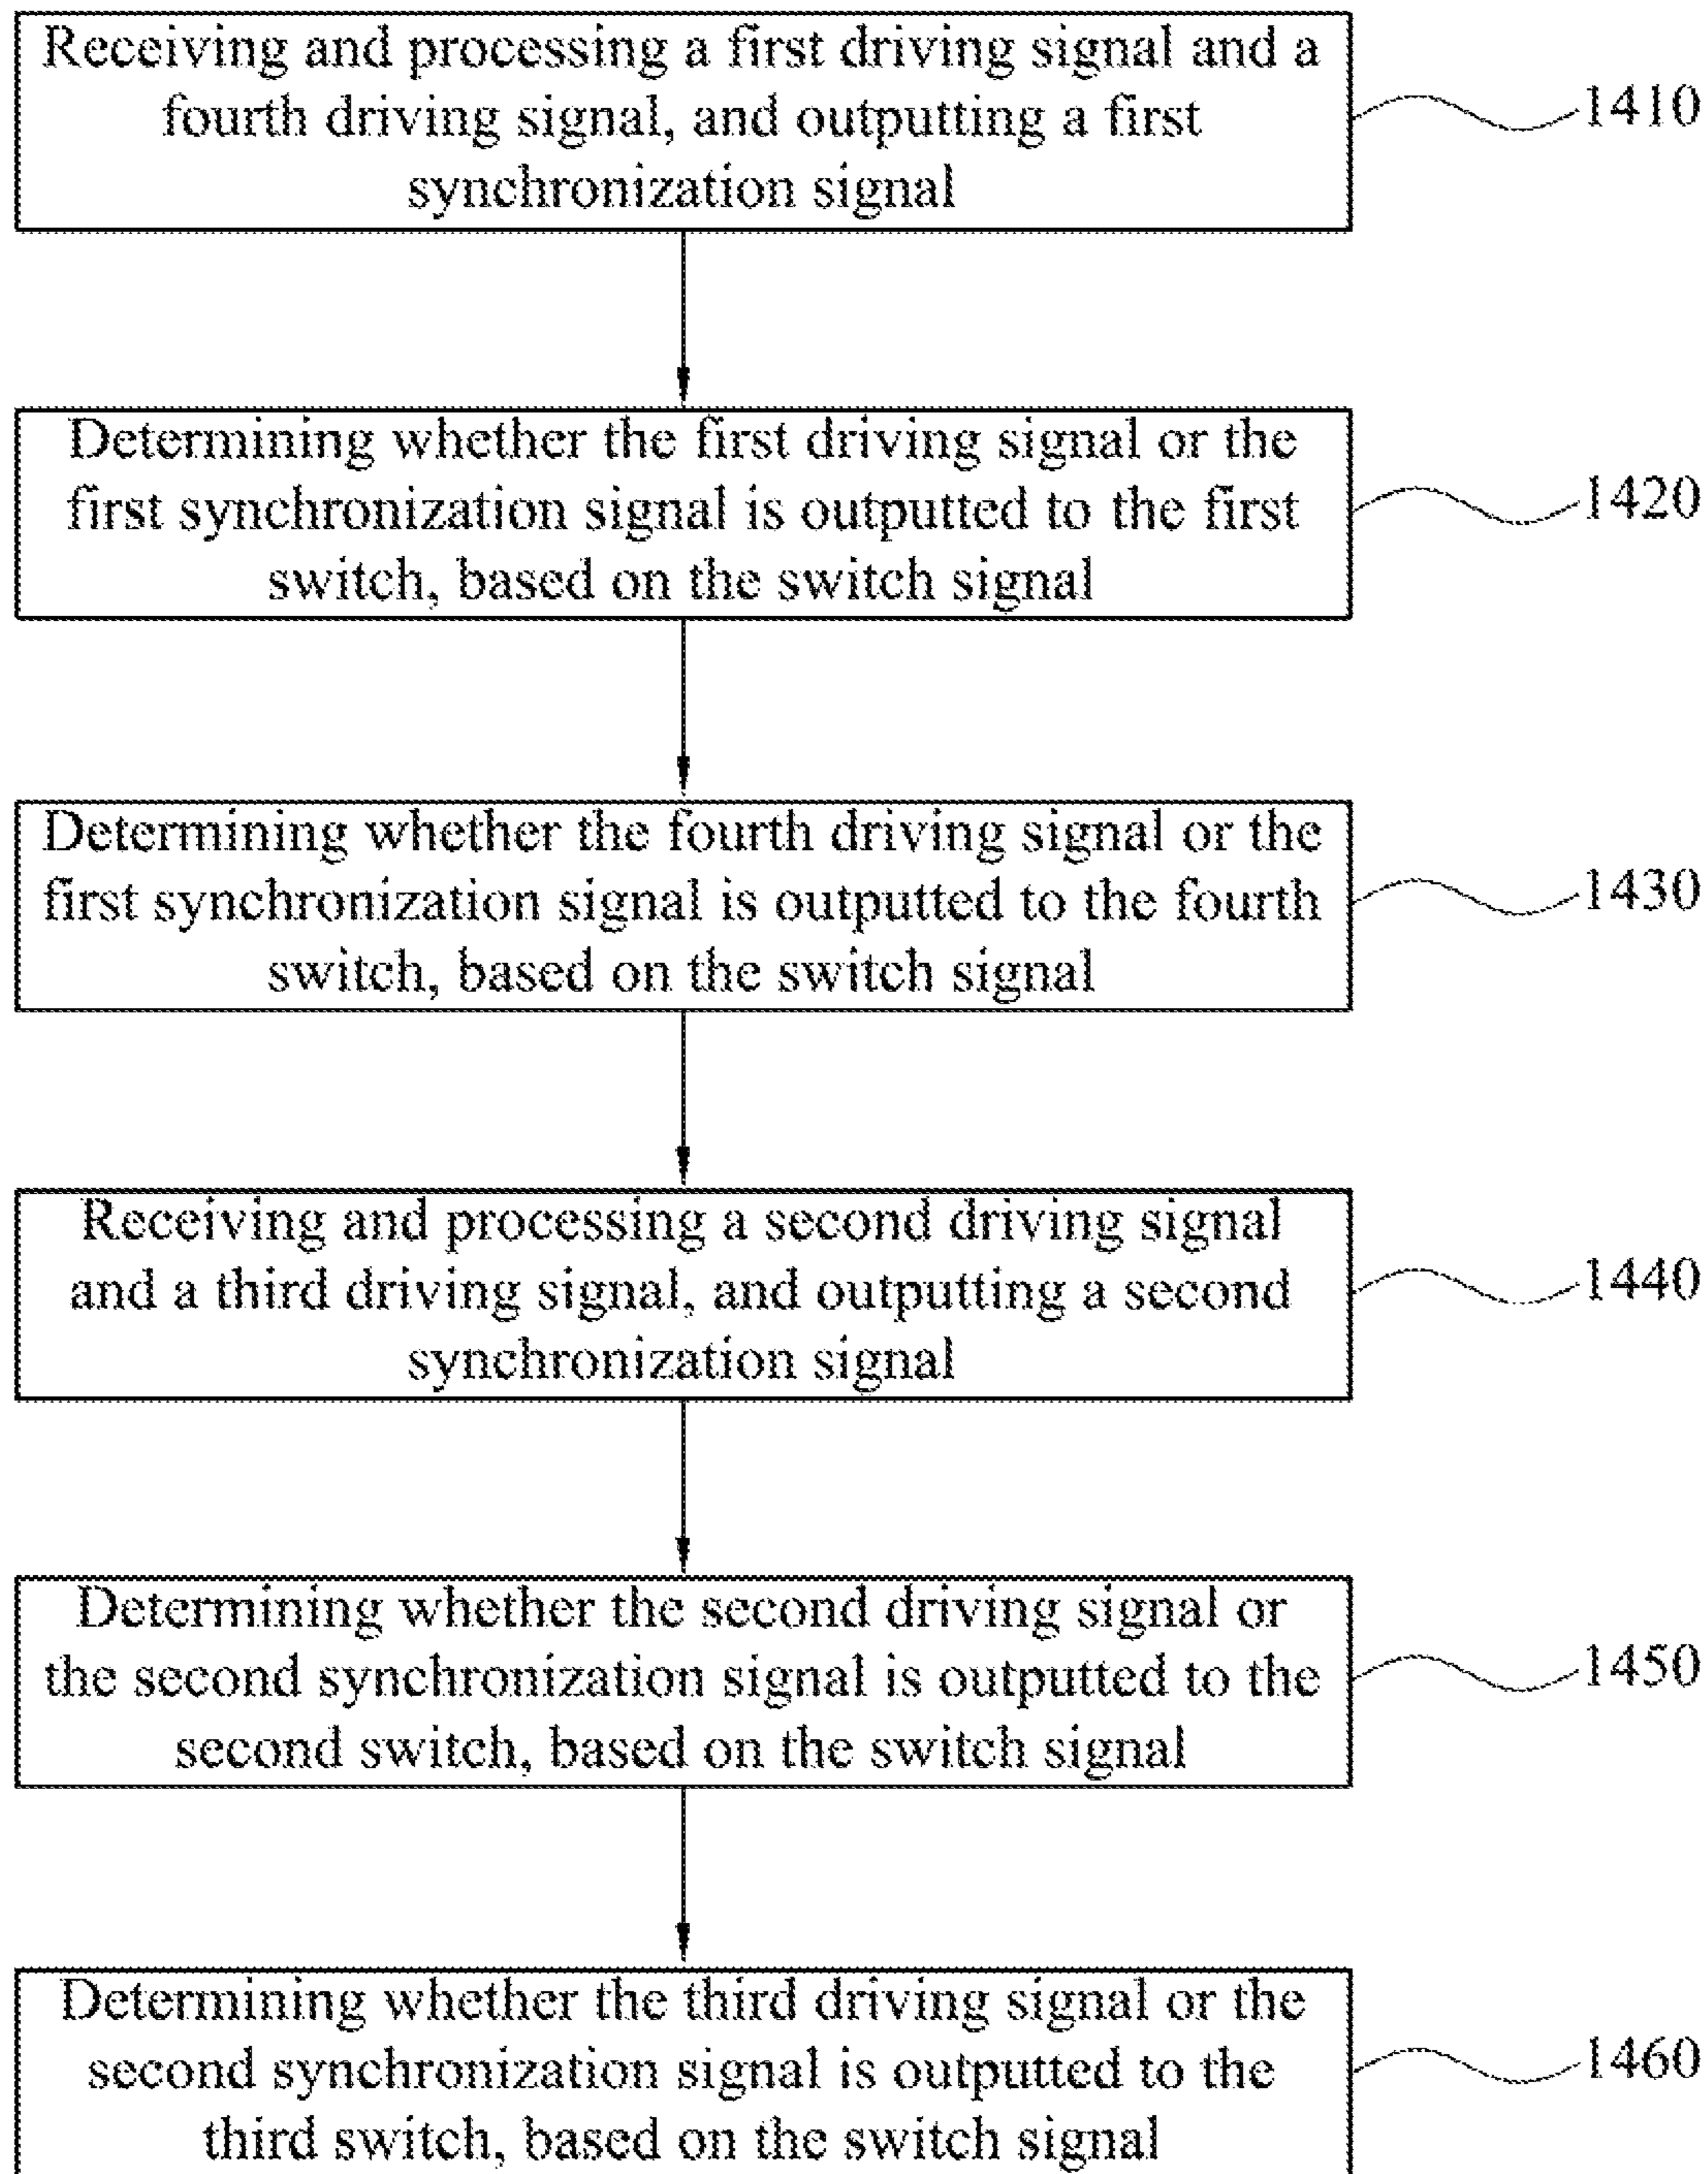 Receiving and processing a first driving signal and a
fourth driving signal, and outputting a first
synchronization signal
1410
Determining whether the first driving signal or the
first synchronization signal is outputted to the first
switch, based on the switch signal
1420
Determining whether the fourth driving signal or the
first synchronization signal is outputted to the fourth
switch, based on the switch signal
1430
Receiving and processing a second driving signal
and a third driving signal, and outputting a second
synchronization signal
1440
Determining whether the second driving signal or
the second synchronization signal is outputted to the
second switch, based on the switch signal
1450
Determining whether the third driving signal or the
second synchronization signal is outputted to the
third switch, based on the switch signal
1460